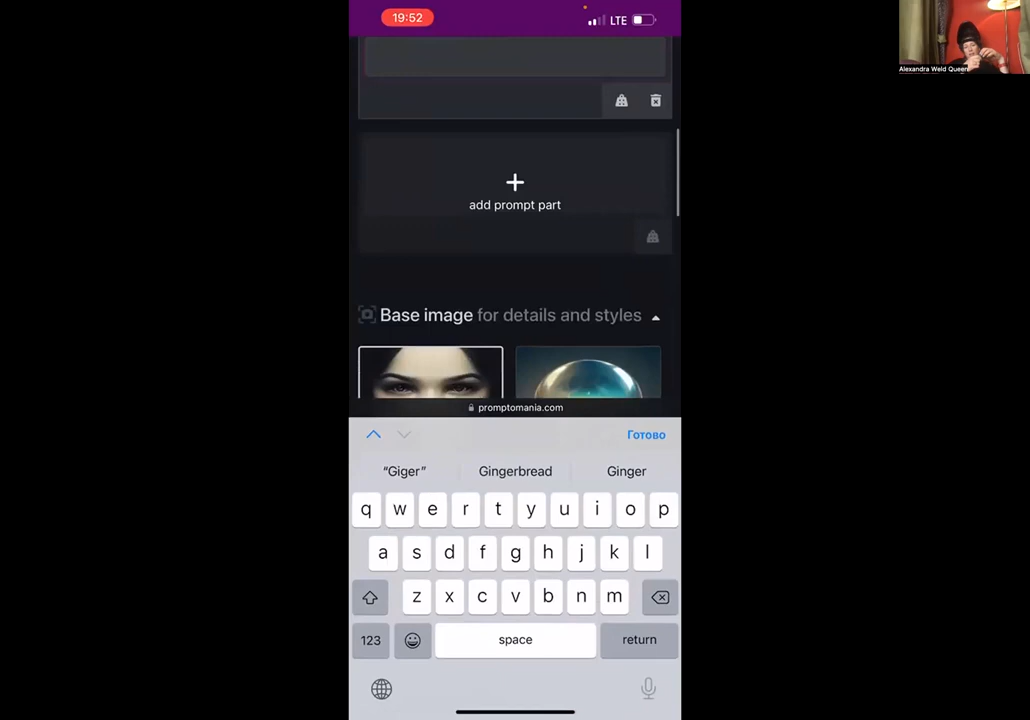 19:52
LTE
Alexandra Weld Queer
add prompt part
Base image for details and styles
promptomania.com
Готово
“Giger” Gingerbread Ginger
q w e r t y u i o p
a s d f g h j k l
z x c v b n m
123 space return